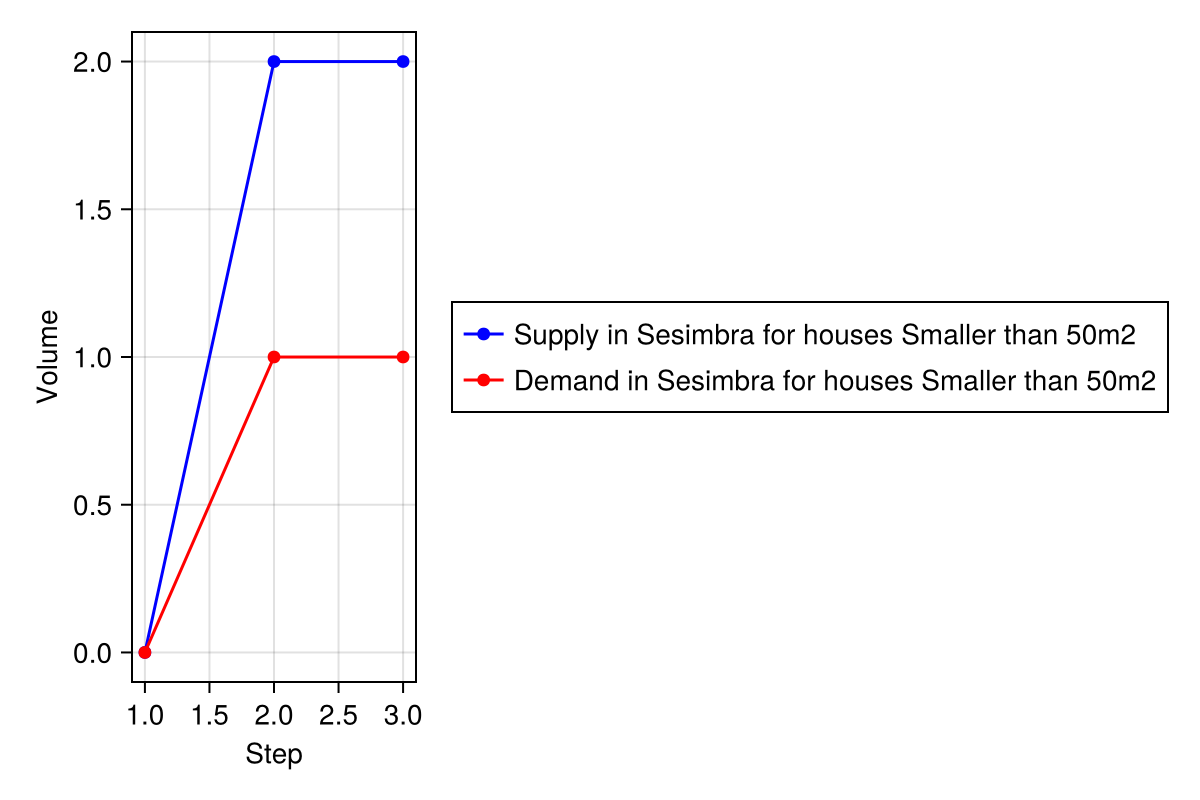 2.0
1.5
1.0
0.5
0.0
Volume
1.0 1.5 2.0 2.5 3.0
Step
Supply in Sesimbra for houses Smaller than 50m2
Demand in Sesimbra for houses Smaller than 50m2